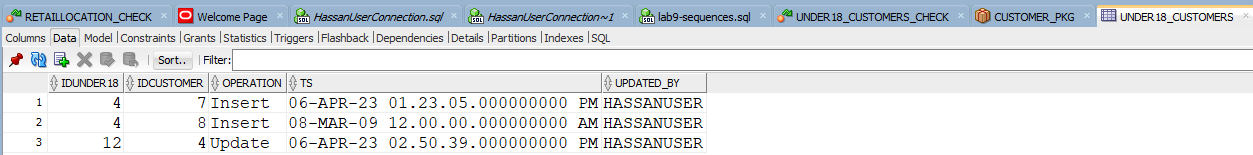 RETAILLOCATION_CHECK Welcome Page HassanUserConnection.sql HassanUserConnection~1 lab9-sequences.sql UNDER18_CUSTOMERS_CHECK CUSTOMER_PKG UNDER18_CUSTOMERS
Columns Data Model Constraints Grants Statistics Triggers Flashback Dependencies Details Partitions Indexes SQL
Sort.. Filter:
IDUNDER18 IDCUSTOMER OPERATION TS UPDATED_BY
1 4 7 Insert 06-APR-23 01.23.05.000000000 PM HASSANUSER
2 4 8 Insert 08-MAR-09 12.00.00.000000000 AM HASSANUSER
3 12 4 Update 06-APR-23 02.50.39.000000000 PM HASSANUSER